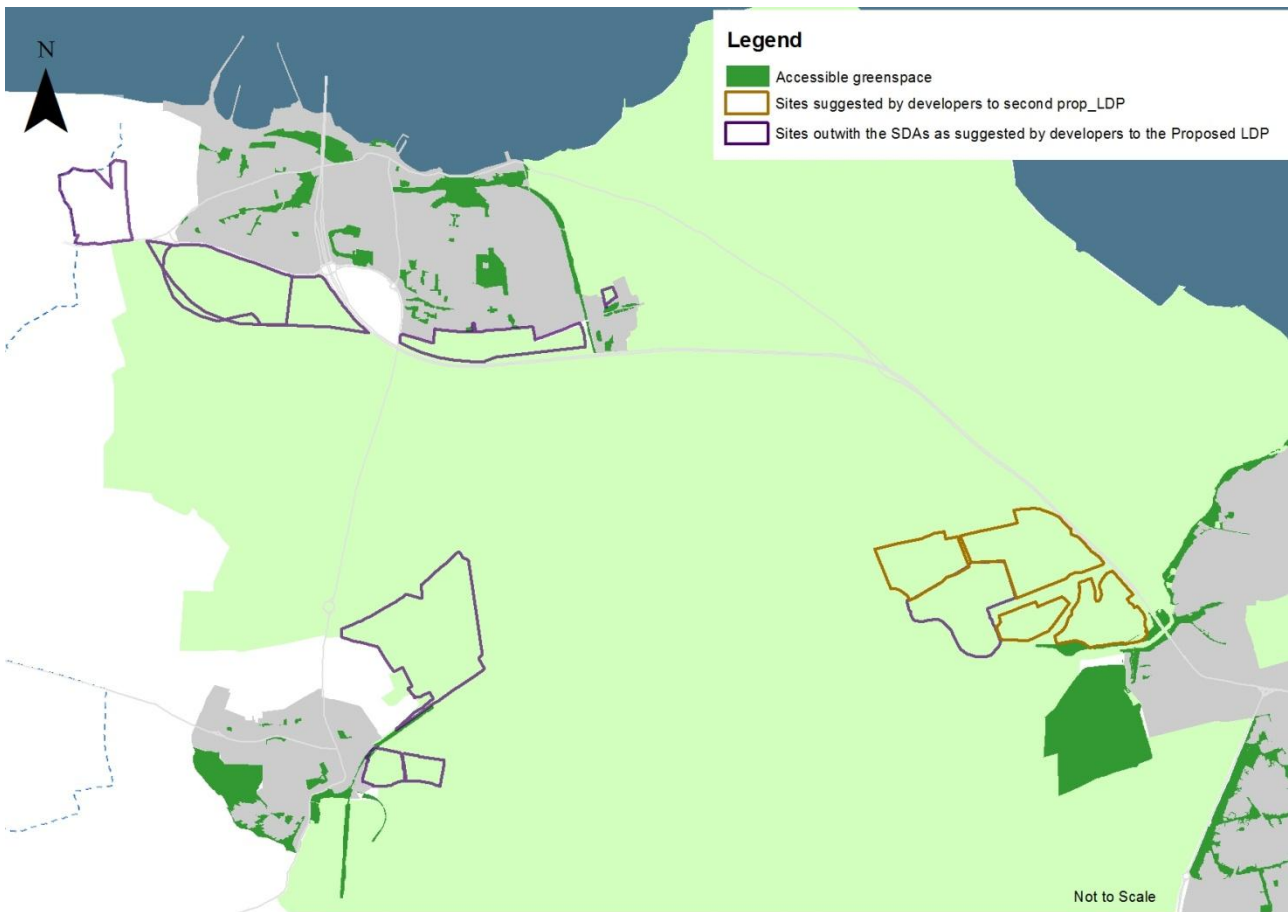 N
Legend
Accessible greenspace
Sites suggested by developers to second prop_LDP
Sites outwith the SDAs as suggested by developers to the Proposed LDP
Not to Scale